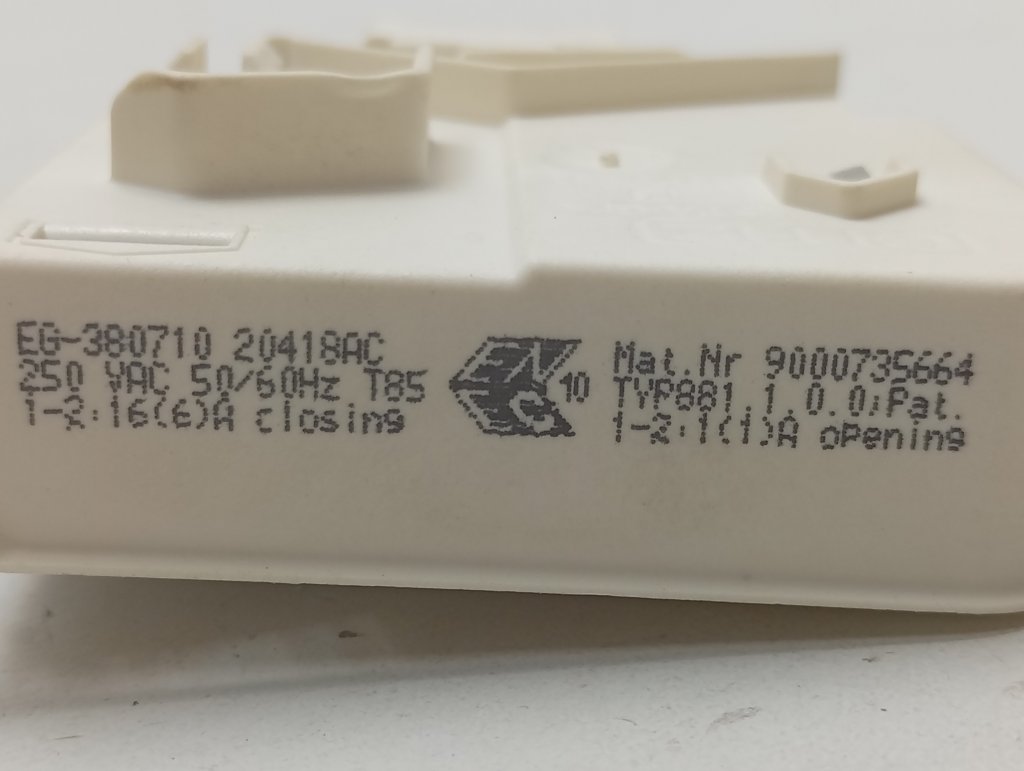 EG-380710 20418AC
250 VAC 50/60Hz T85
1-2:16(6)A closing
10
Mat.Nr 9000735664
TYP881.1.0.0;Pat.
1-2:1(1)A opening